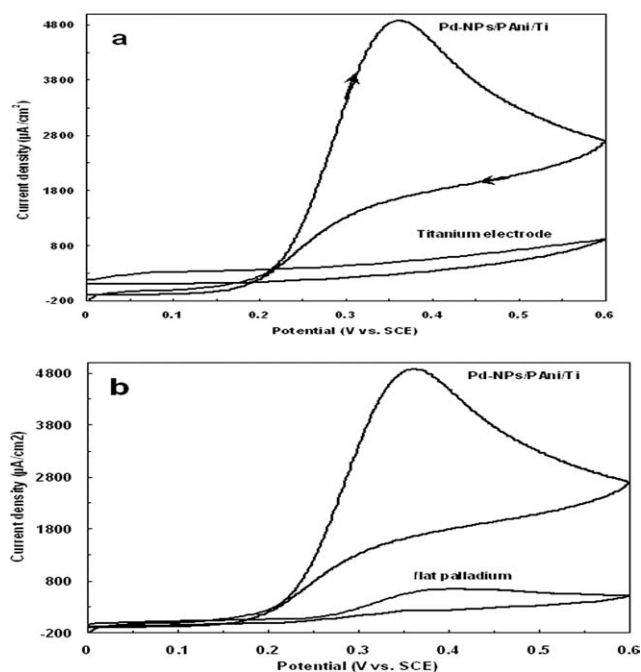 a
Pd-NPs/PAni/Ti
Titanium electrode
Current density (µA/cm²)
4800
3800
2800
1800
800
-200
0
0.1
0.2
0.3
0.4
0.5
0.6
Potential (V vs. SCE)
b
Pd-NPs/PAni/Ti
flat palladium
Current density (µA/cm2)
4800
3800
2800
1800
800
-200
0
0.1
0.2
0.3
0.4
0.5
0.6
Potential (V vs. SCE)